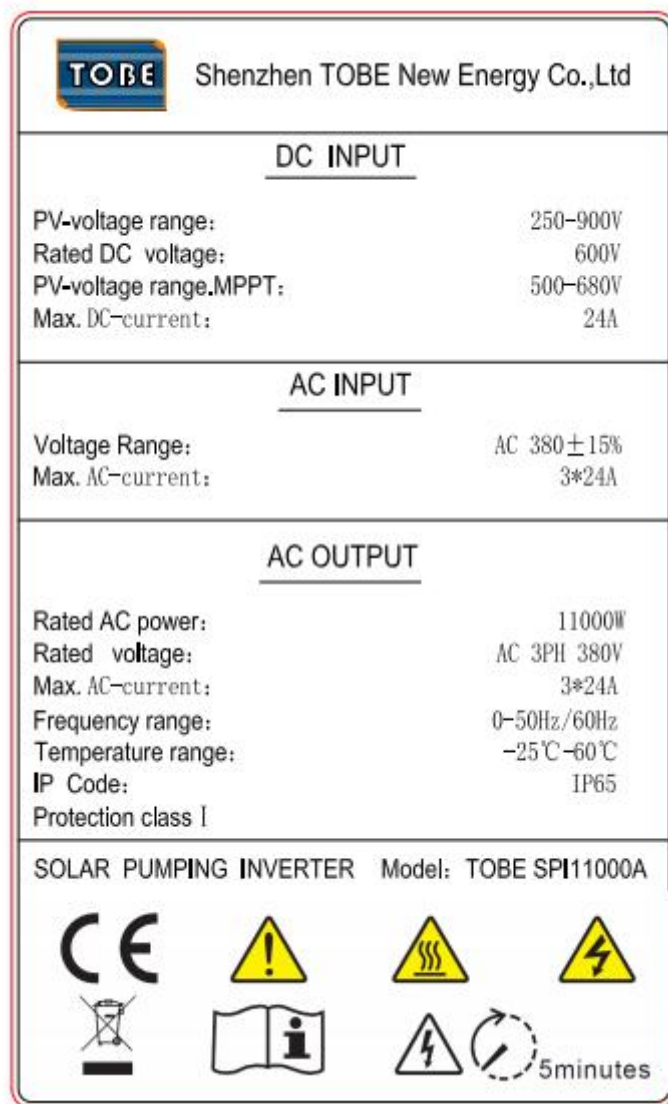 TOBE
Shenzhen TOBE New Energy Co.,Ltd
DC INPUT
PV-voltage range: 250-900V
Rated DC voltage: 600V
PV-voltage range.MPPT: 500-680V
Max. DC-current: 24A
AC INPUT
Voltage Range: AC 380±15%
Max. AC-current: 3*24A
AC OUTPUT
Rated AC power: 11000W
Rated voltage: AC 3PH 380V
Max. AC-current: 3*24A
Frequency range: 0-50Hz/60Hz
Temperature range: -25℃-60℃
IP Code: IP65
Protection class I
SOLAR PUMPING INVERTER Model: TOBE SPI11000A
CE
5minutes